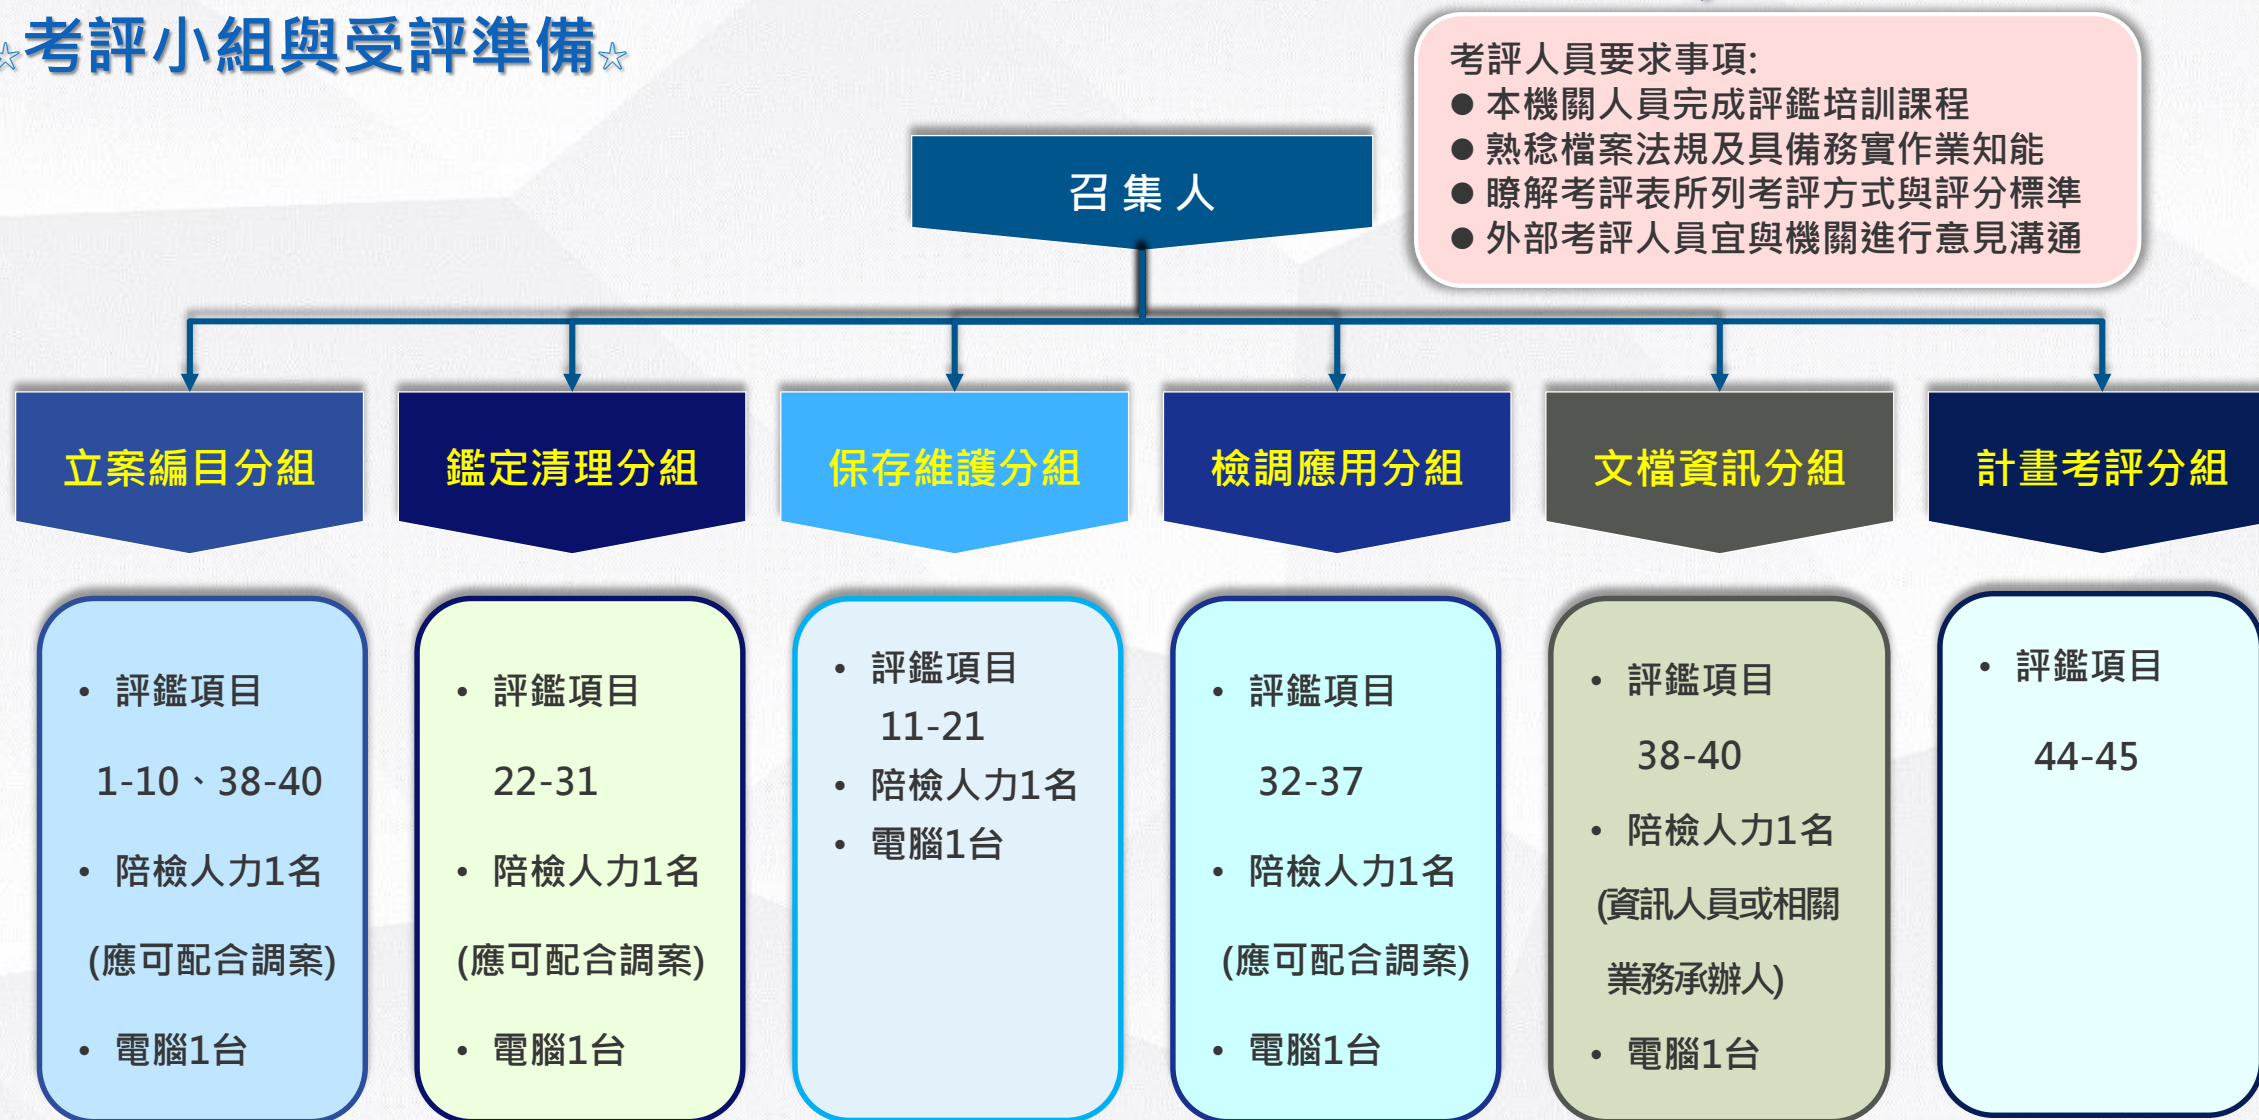 ☆考評小組與受評準備☆
考評人員要求事項:
● 本機關人員完成評鑑培訓課程
● 熟稔檔案法規及具備務實作業知能
● 瞭解考評表所列考評方式與評分標準
● 外部考評人員宜與機關進行意見溝通
召集人
立案編目分組
鑑定清理分組
保存維護分組
檢調應用分組
文檔資訊分組
計畫考評分組
• 評鑑項目
1-10、38-40
• 陪檢人力1名
(應可配合調案)
• 電腦1台
• 評鑑項目
22-31
• 陪檢人力1名
(應可配合調案)
• 電腦1台
• 評鑑項目
11-21
• 陪檢人力1名
• 電腦1台
• 評鑑項目
32-37
• 陪檢人力1名
(應可配合調案)
• 電腦1台
• 評鑑項目
38-40
• 陪檢人力1名
(資訊人員或相關
業務承辦人)
• 電腦1台
• 評鑑項目
44-45